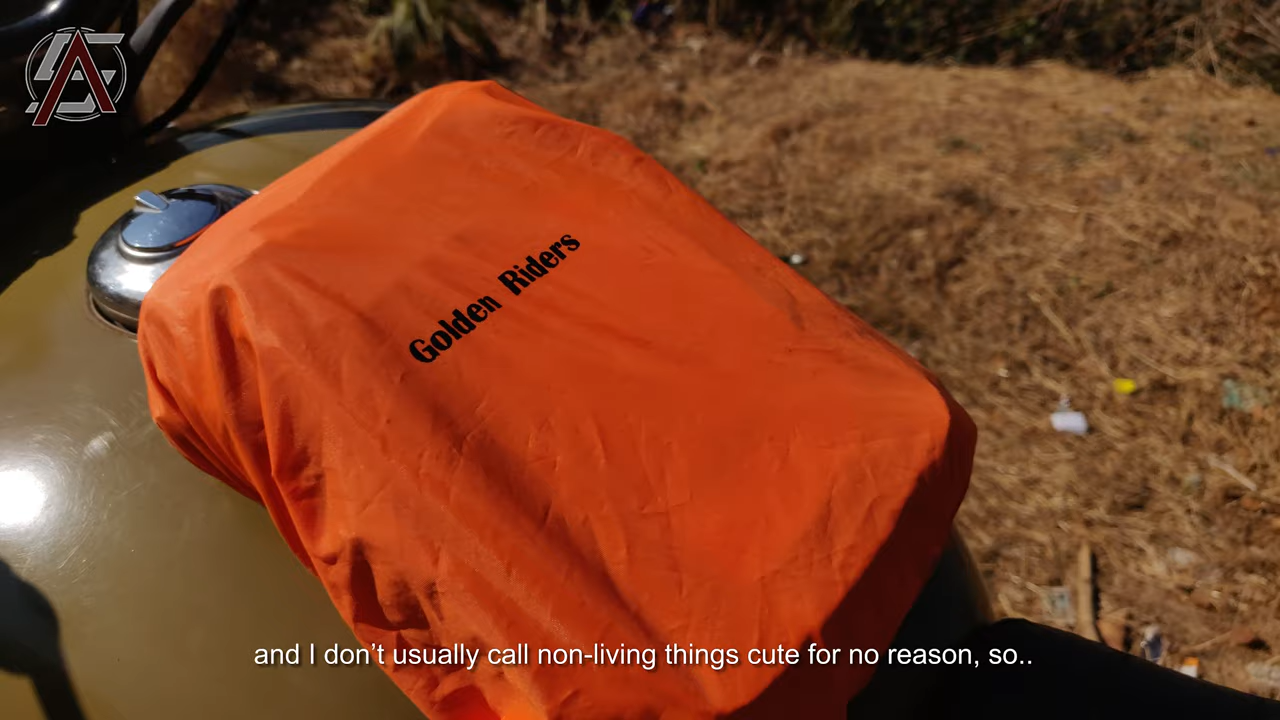 Golden Riders
and I don’t usually call non-living things cute for no reason, so..